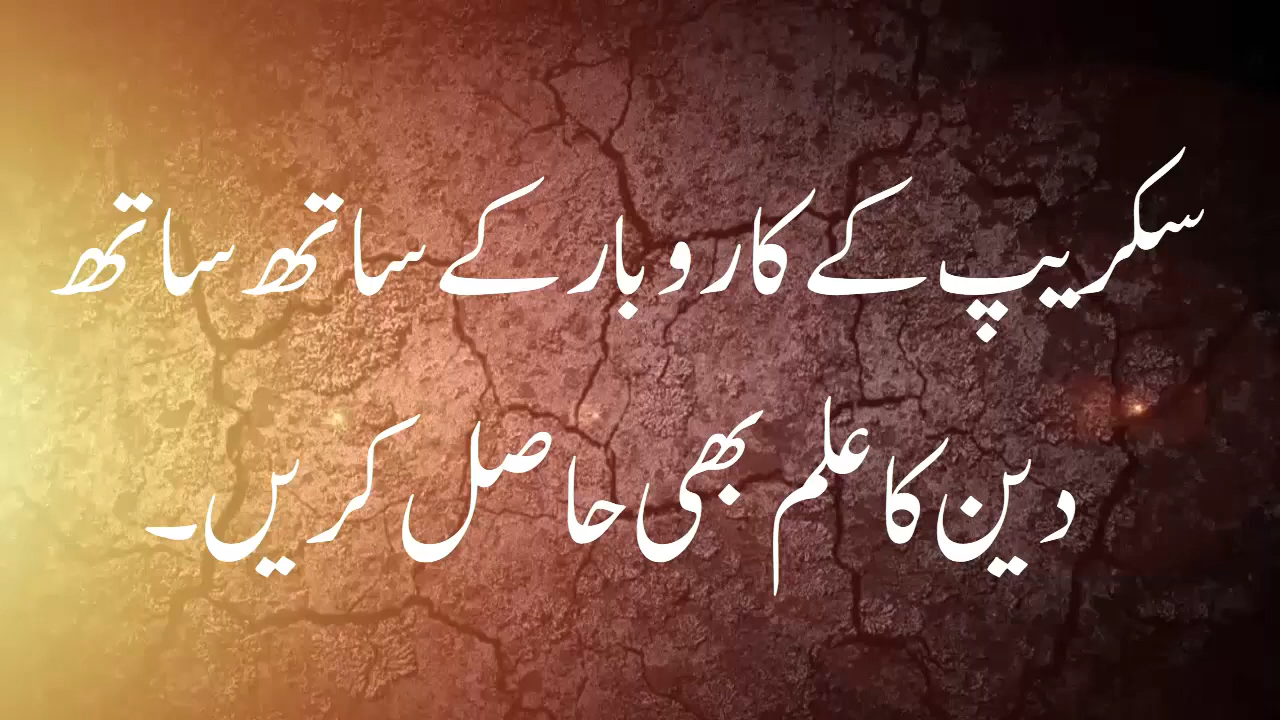 سکریپ کے کاروبار کے ساتھ ساتھ
دین کا علم بھی حاصل کریں۔